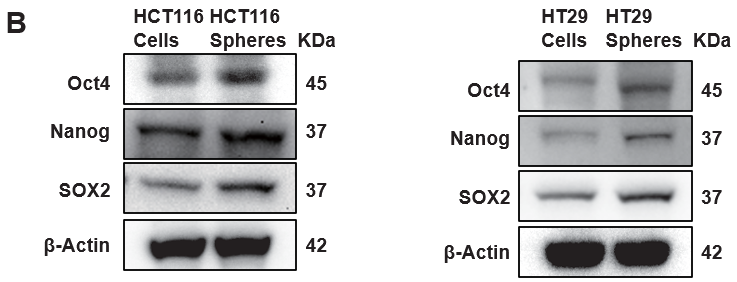 B
HCT116 HCT116
Cells Spheres KDa
Oct4 45
Nanog 37
SOX2 37
β-Actin 42
HT29 HT29
Cells Spheres KDa
Oct4 45
Nanog 37
SOX2 37
β-Actin 42